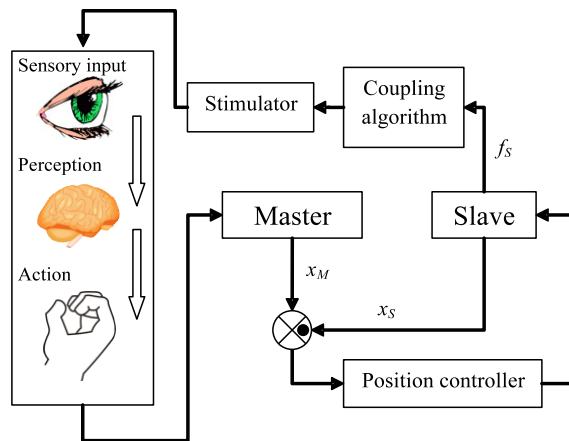 Sensory input
Perception
Action
Stimulator
Coupling
algorithm
f_S
Master
Slave
x_M
x_S
Position controller